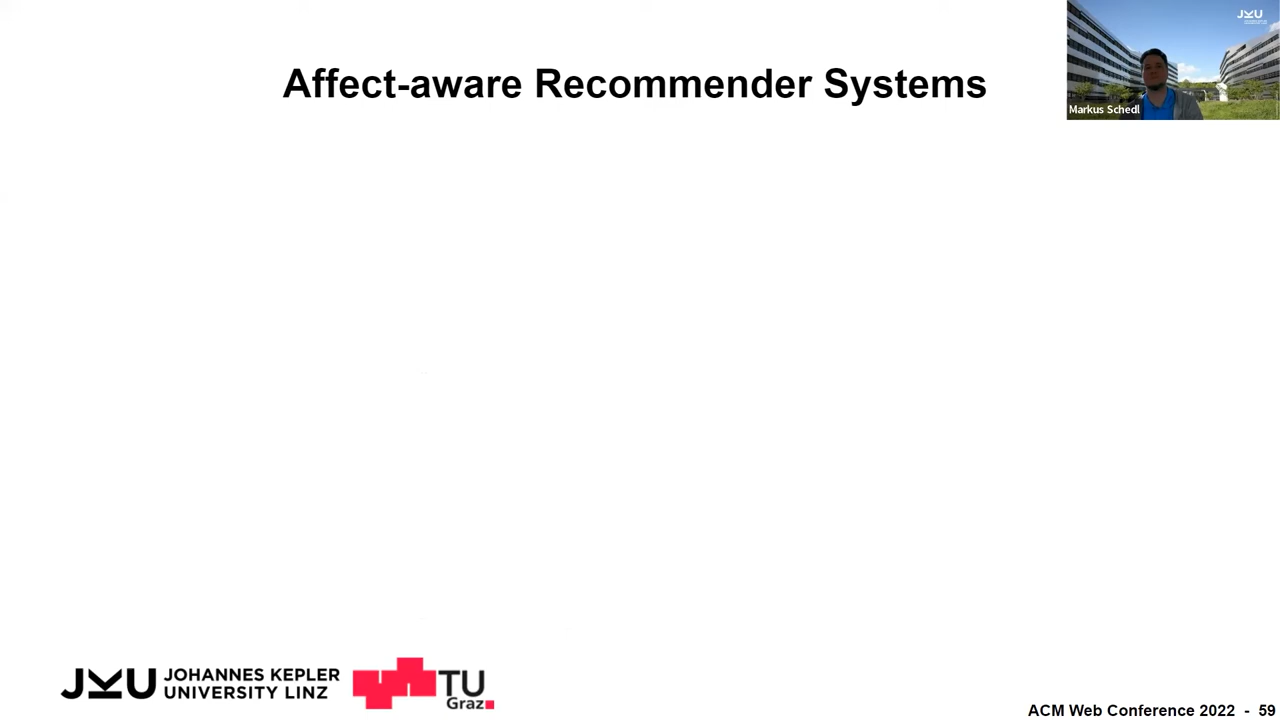 Affect-aware Recommender Systems
JKU
Markus Schedl
JKU JOHANNES KEPLER
UNIVERSITY LINZ
TU
Graz
ACM Web Conference 2022 - 59